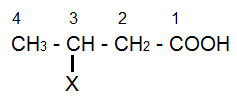 4 3 2 1
CH₃ - CH - CH₂ - COOH
X